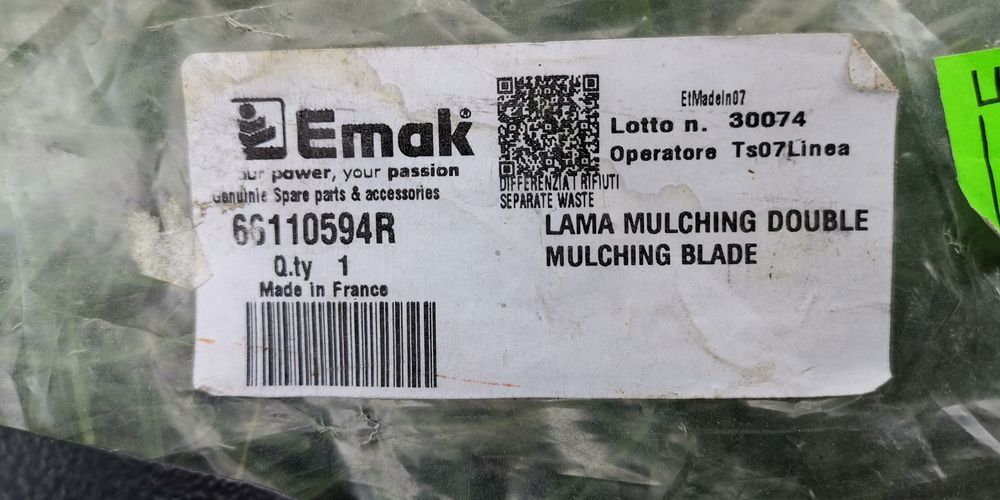 Emak®
our power, your passion
Genuinie Spare parts & accessories
66110594R
Q.ty 1
Made in France
EtMadeIn07
Lotto n. 30074
Operatore Ts07Linea
DIFFERENZIA I RIFIUTI
SEPARATE WASTE
LAMA MULCHING DOUBLE
MULCHING BLADE